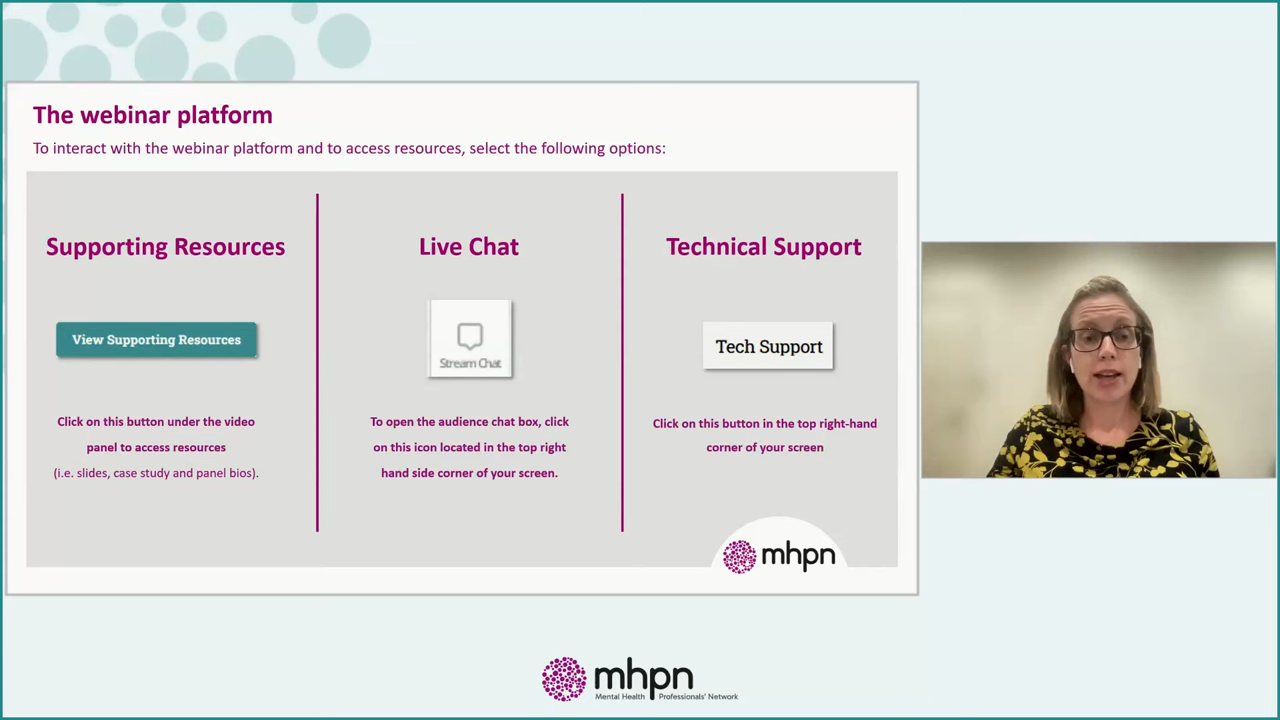 The webinar platform
To interact with the webinar platform and to access resources, select the following options:
Supporting Resources
View Supporting Resources
Click on this button under the video
panel to access resources
(i.e. slides, case study and panel bios).
Live Chat
Stream Chat
To open the audience chat box, click
on this icon located in the top right
hand side corner of your screen.
Technical Support
Tech Support
Click on this button in the top right-hand
corner of your screen
mhpn
mhpn
Mental Health Professionals' Network